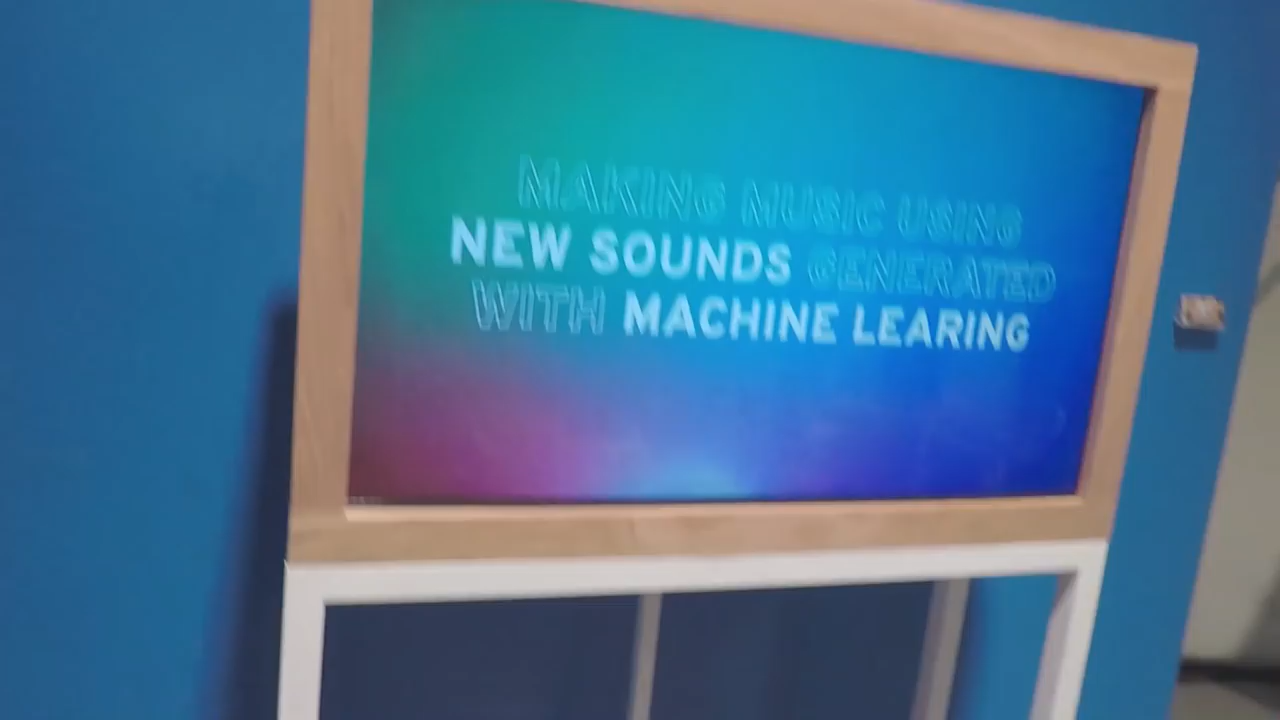 MAKING MUSIC USING
NEW SOUNDS GENERATED
WITH MACHINE LEARING